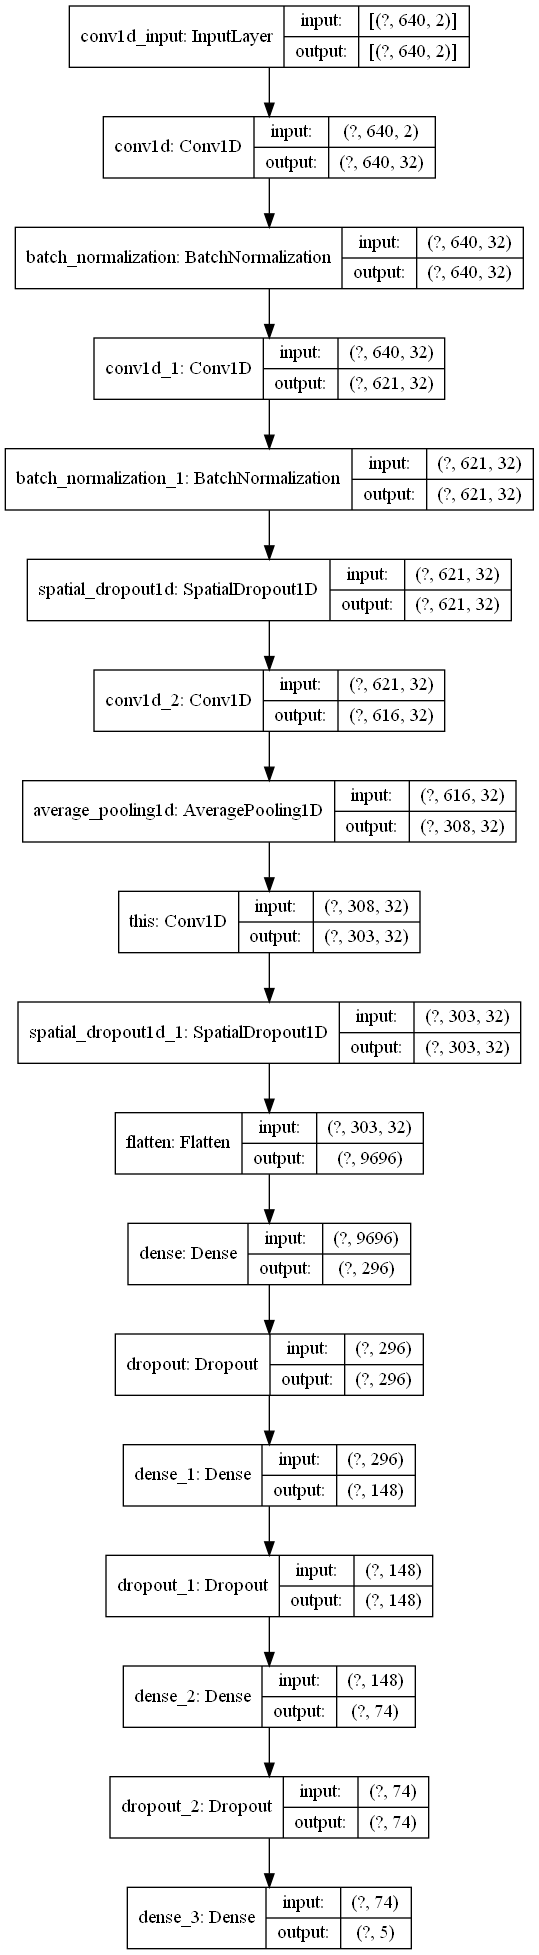 conv1d_input: InputLayer
input: [(?, 640, 2)]
output: [(?, 640, 2)]
conv1d: Conv1D
input: (?, 640, 2)
output: (?, 640, 32)
batch_normalization: BatchNormalization
input: (?, 640, 32)
output: (?, 640, 32)
conv1d_1: Conv1D
input: (?, 640, 32)
output: (?, 621, 32)
batch_normalization_1: BatchNormalization
input: (?, 621, 32)
output: (?, 621, 32)
spatial_dropout1d: SpatialDropout1D
input: (?, 621, 32)
output: (?, 621, 32)
conv1d_2: Conv1D
input: (?, 621, 32)
output: (?, 616, 32)
average_pooling1d: AveragePooling1D
input: (?, 616, 32)
output: (?, 308, 32)
this: Conv1D
input: (?, 308, 32)
output: (?, 303, 32)
spatial_dropout1d_1: SpatialDropout1D
input: (?, 303, 32)
output: (?, 303, 32)
flatten: Flatten
input: (?, 303, 32)
output: (?, 9696)
dense: Dense
input: (?, 9696)
output: (?, 296)
dropout: Dropout
input: (?, 296)
output: (?, 296)
dense_1: Dense
input: (?, 296)
output: (?, 148)
dropout_1: Dropout
input: (?, 148)
output: (?, 148)
dense_2: Dense
input: (?, 148)
output: (?, 74)
dropout_2: Dropout
input: (?, 74)
output: (?, 74)
dense_3: Dense
input: (?, 74)
output: (?, 5)